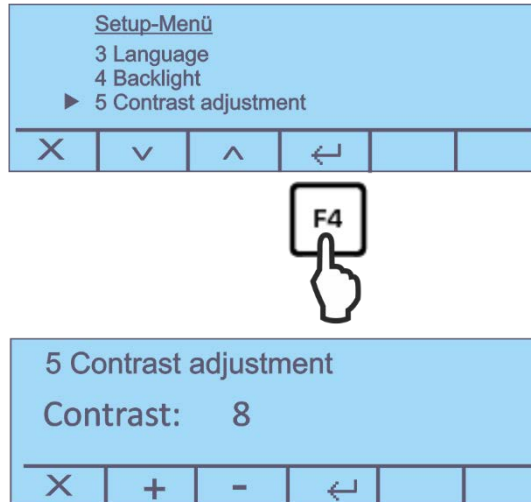 Setup-Menü
3 Language
4 Backlight
▶ 5 Contrast adjustment
X ∨ ∧ ↵
F4
5 Contrast adjustment
Contrast: 8
X + - ↵